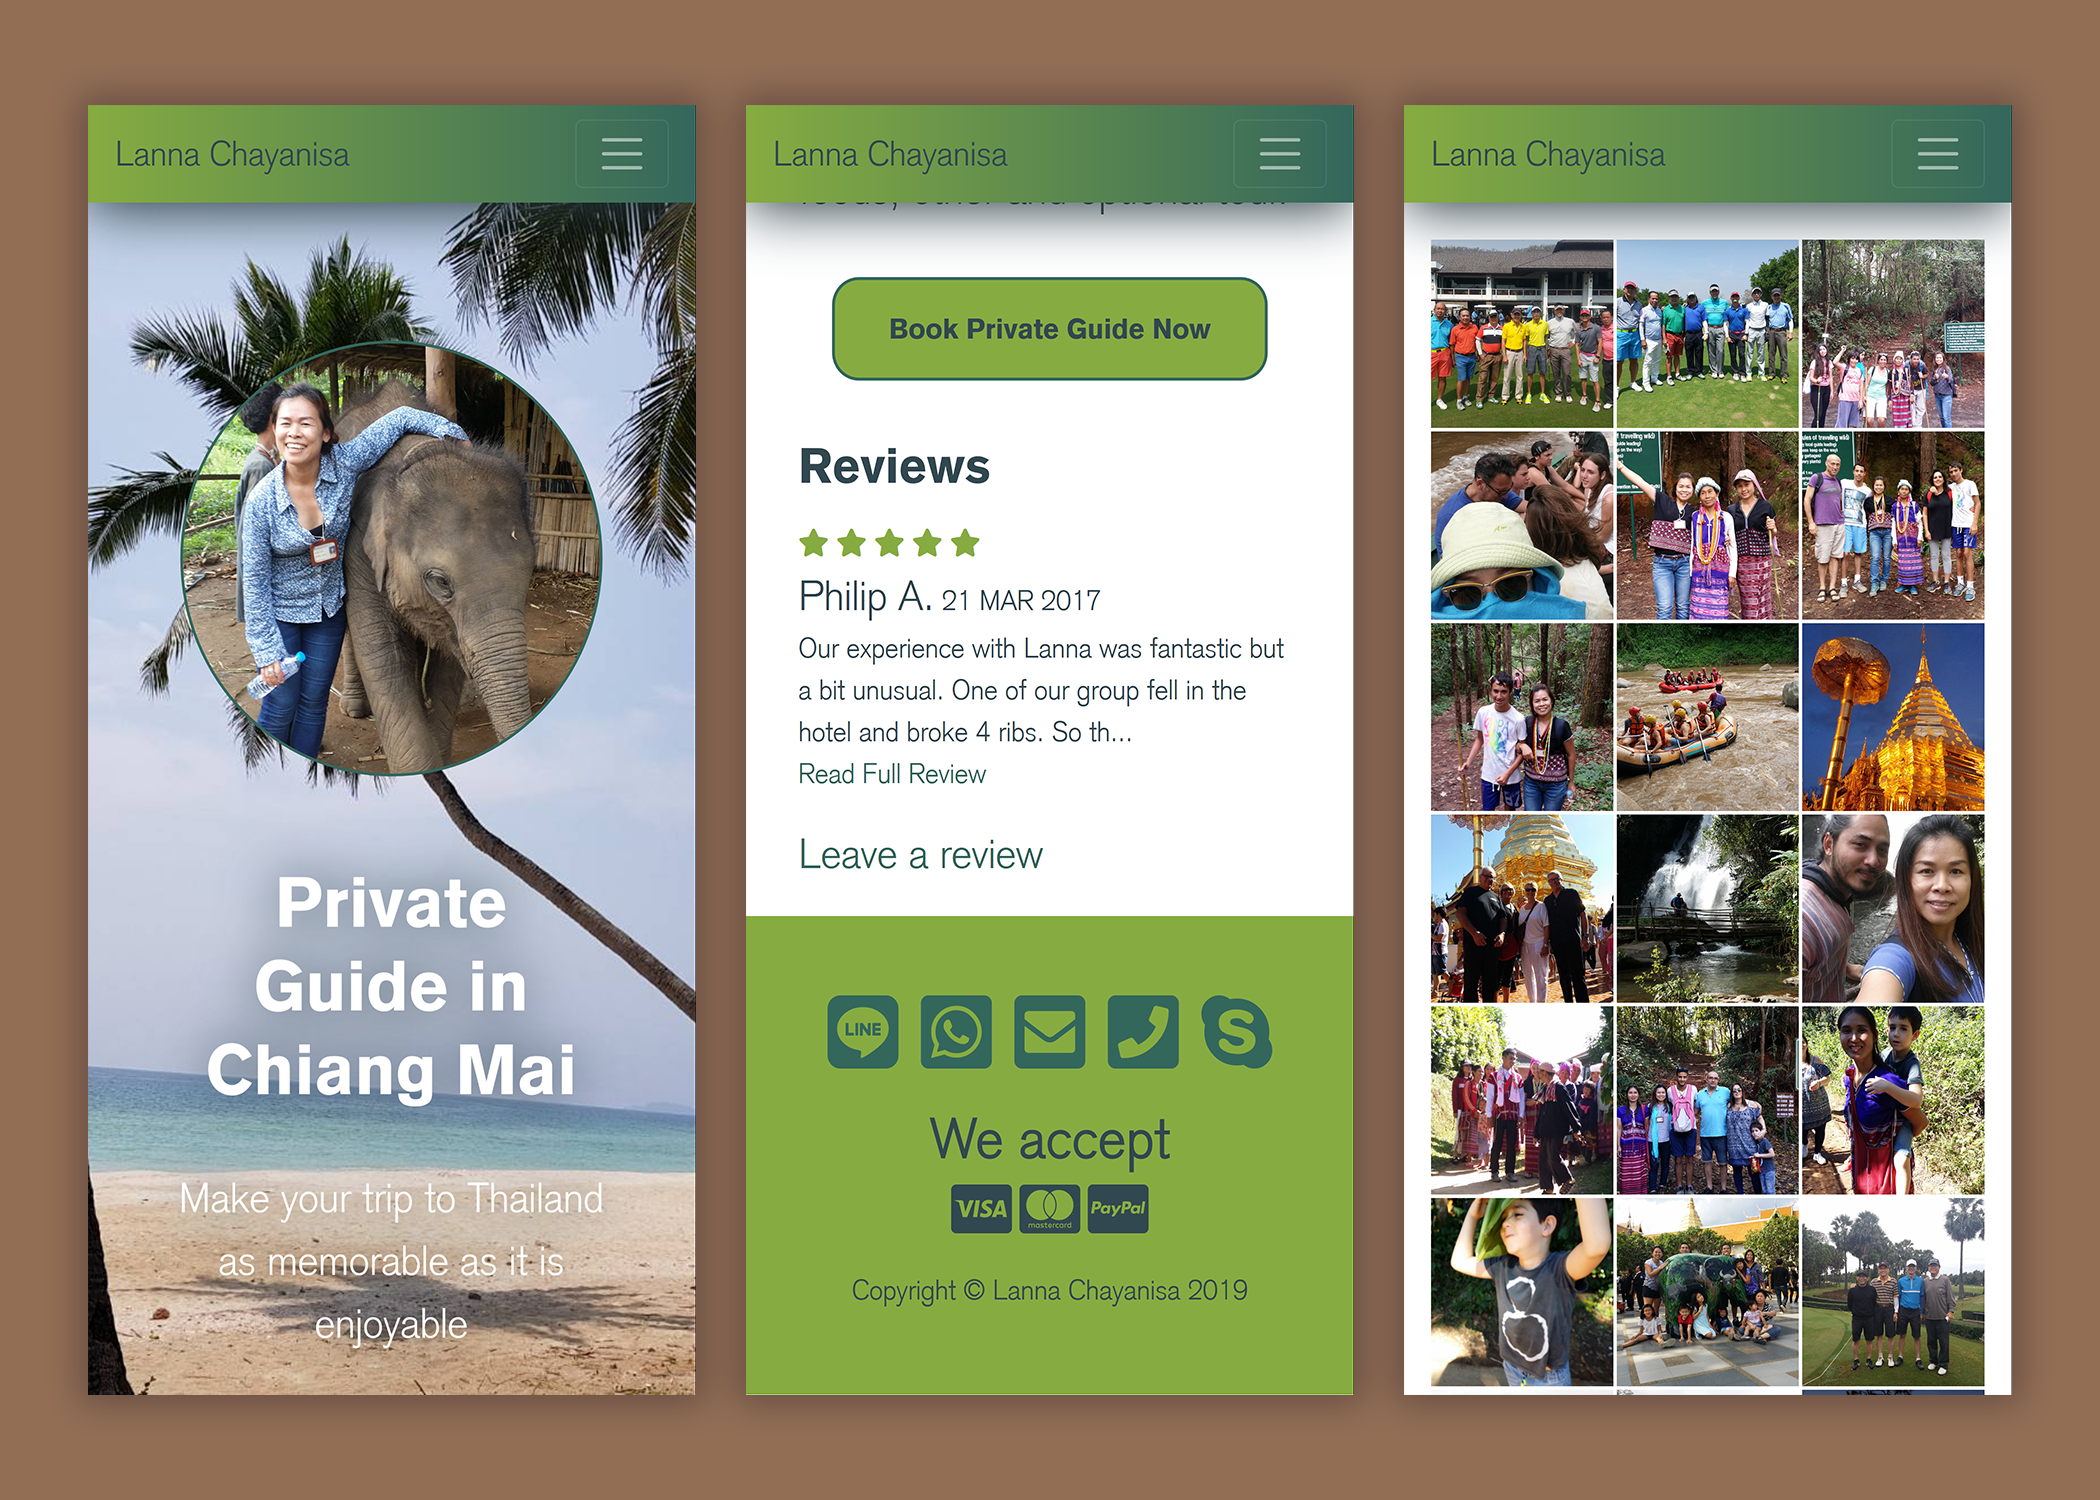 Lanna Chayanisa
Private
Guide in
Chiang Mai
Make your trip to Thailand
as memorable as it is
enjoyable
Lanna Chayanisa
Book Private Guide Now
Reviews
Philip A. 21 MAR 2017
Our experience with Lanna was fantastic but
a bit unusual. One of our group fell in the
hotel and broke 4 ribs. So th...
Read Full Review
Leave a review
LINE
We accept
VISA mastercard PayPal
Copyright © Lanna Chayanisa 2019
Lanna Chayanisa